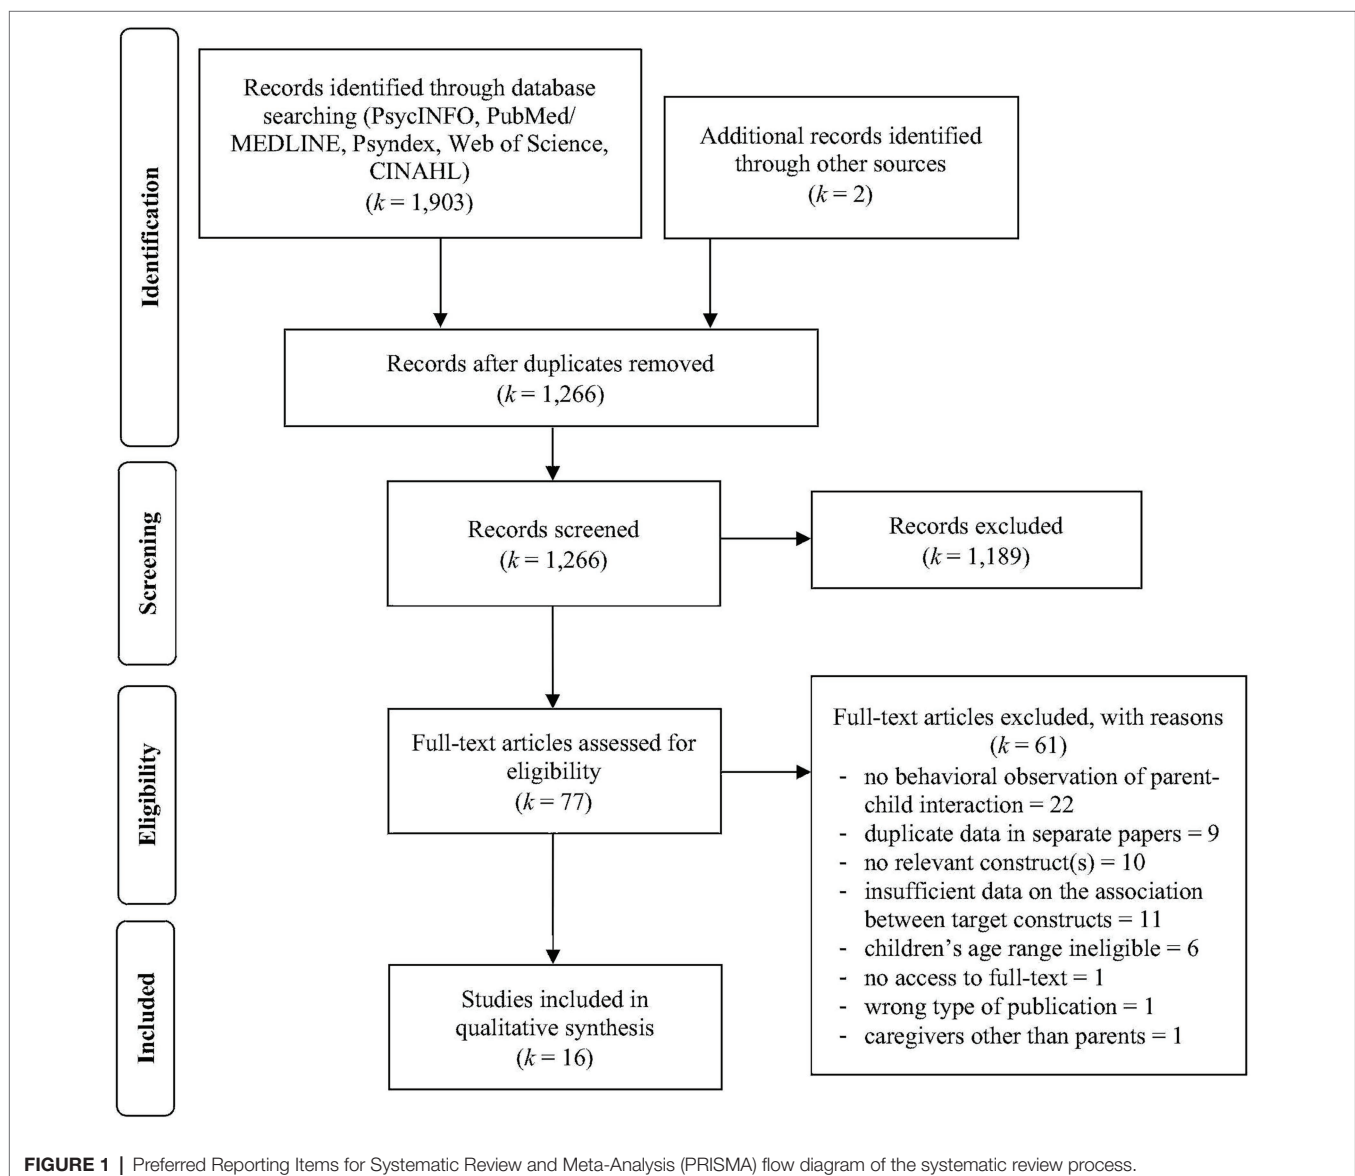 Identification
Records identified through database
searching (PsycINFO, PubMed/
MEDLINE, Psyndex, Web of Science,
CINAHL)
(k = 1,903)
Additional records identified
through other sources
(k = 2)
Records after duplicates removed
(k = 1,266)
Screening
Records screened
(k = 1,266)
Records excluded
(k = 1,189)
Eligibility
Full-text articles assessed for
eligibility
(k = 77)
Full-text articles excluded, with reasons
(k = 61)
- no behavioral observation of parent-
child interaction = 22
- duplicate data in separate papers = 9
- no relevant construct(s) = 10
- insufficient data on the association
between target constructs = 11
- children’s age range ineligible = 6
- no access to full-text = 1
- wrong type of publication = 1
- caregivers other than parents = 1
Included
Studies included in
qualitative synthesis
(k = 16)
FIGURE 1 | Preferred Reporting Items for Systematic Review and Meta-Analysis (PRISMA) flow diagram of the systematic review process.